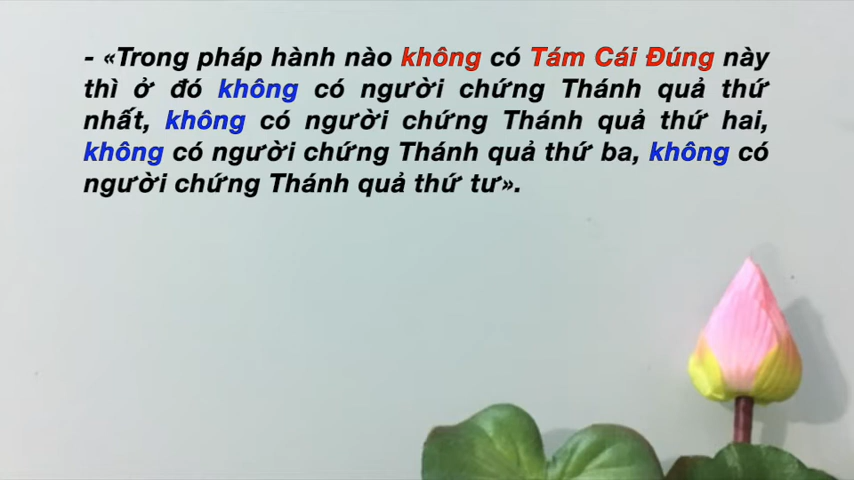 - «Trong pháp hành nào không có Tám Cái Đúng này
thì ở đó không có người chứng Thánh quả thứ
nhất, không có người chứng Thánh quả thứ hai,
không có người chứng Thánh quả thứ ba, không có
người chứng Thánh quả thứ tư».